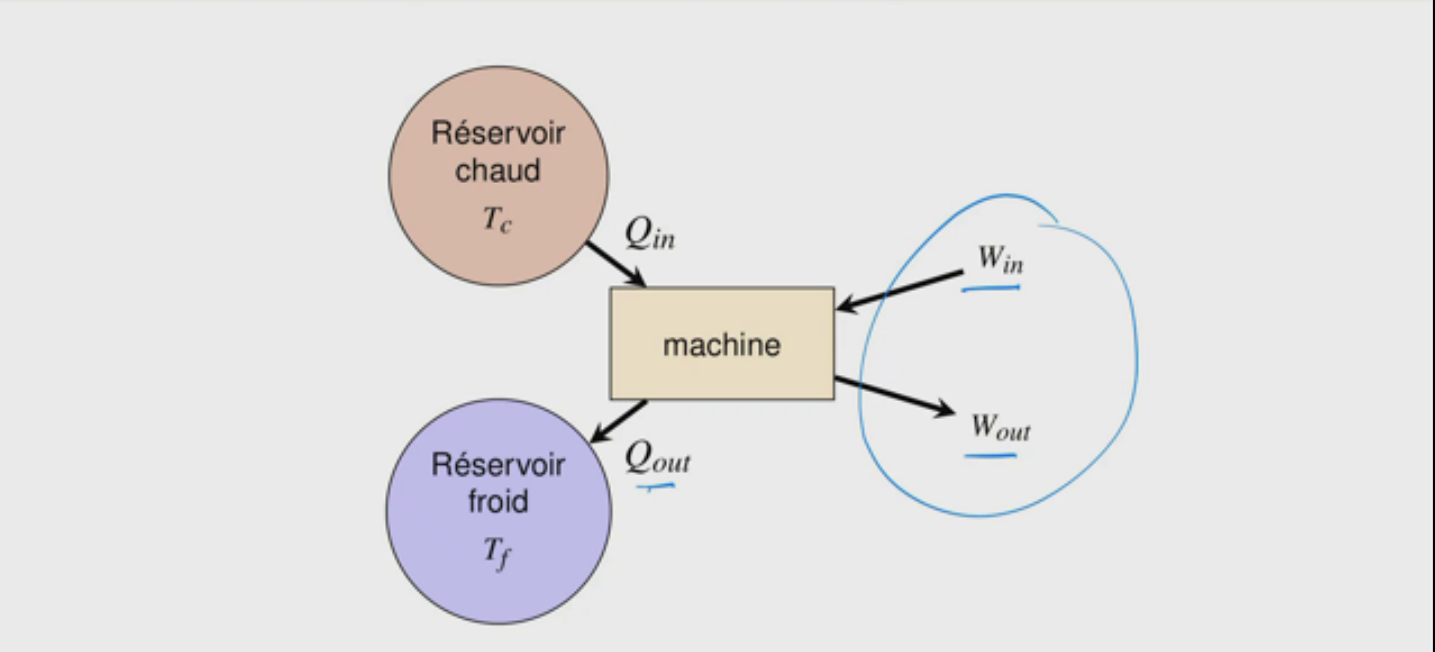 Réservoir
chaud
T_c
Q_in
W_in
machine
W_out
Q_out
Réservoir
froid
T_f